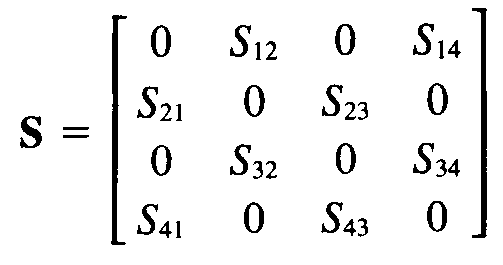 0 S12 0 S14
S21 0 S23 0
S =
0 S32 0 S34
S41 0 S43 0